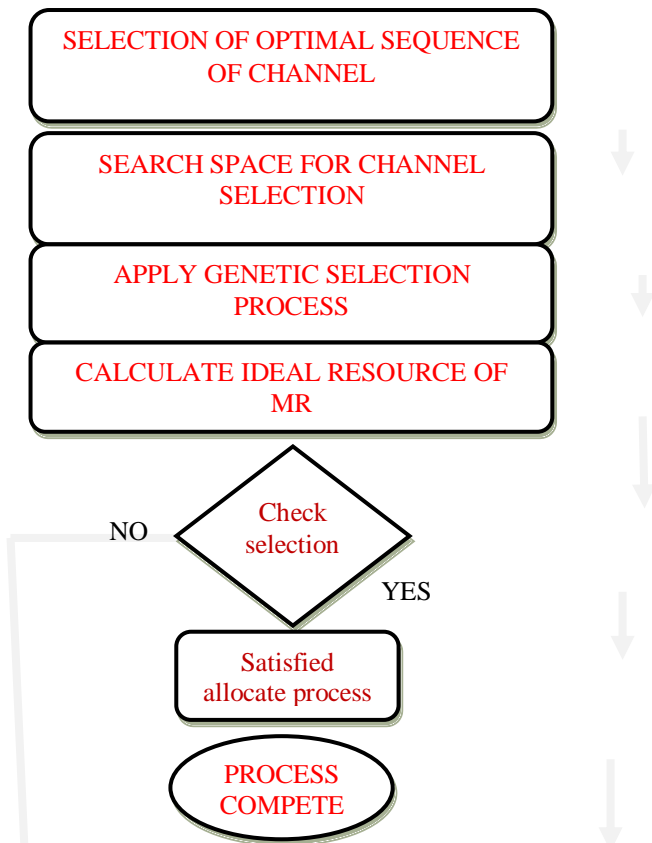 SELECTION OF OPTIMAL SEQUENCE
OF CHANNEL
SEARCH SPACE FOR CHANNEL
SELECTION
APPLY GENETIC SELECTION
PROCESS
CALCULATE IDEAL RESOURCE OF
MR
Check
selection
NO
YES
Satisfied
allocate process
PROCESS
COMPETE